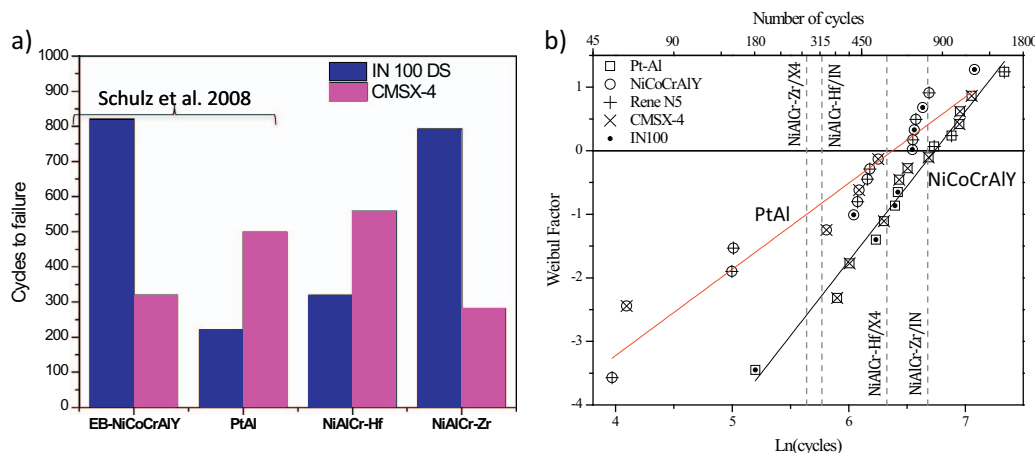 a)
1000
900
800
700
600
500
400
300
200
100
0
Cycles to failure
IN 100 DS
CMSX-4
Schulz et al. 2008
EB-NiCoCrAlY PtAl NiAlCr-Hf NiAlCr-Zr
b)
Number of cycles
45 90 180 315 450 900 1800
Pt-Al
NiCoCrAlY
Rene N5
CMSX-4
IN100
NiAlCr-Zr/X4
NiAlCr-Hf/IN
1
0
-1
-2
-3
-4
Weibul Factor
PtAl
NiCoCrAlY
NiAlCr-Hf/X4
NiAlCr-Zr/IN
4 5 6 7
Ln(cycles)